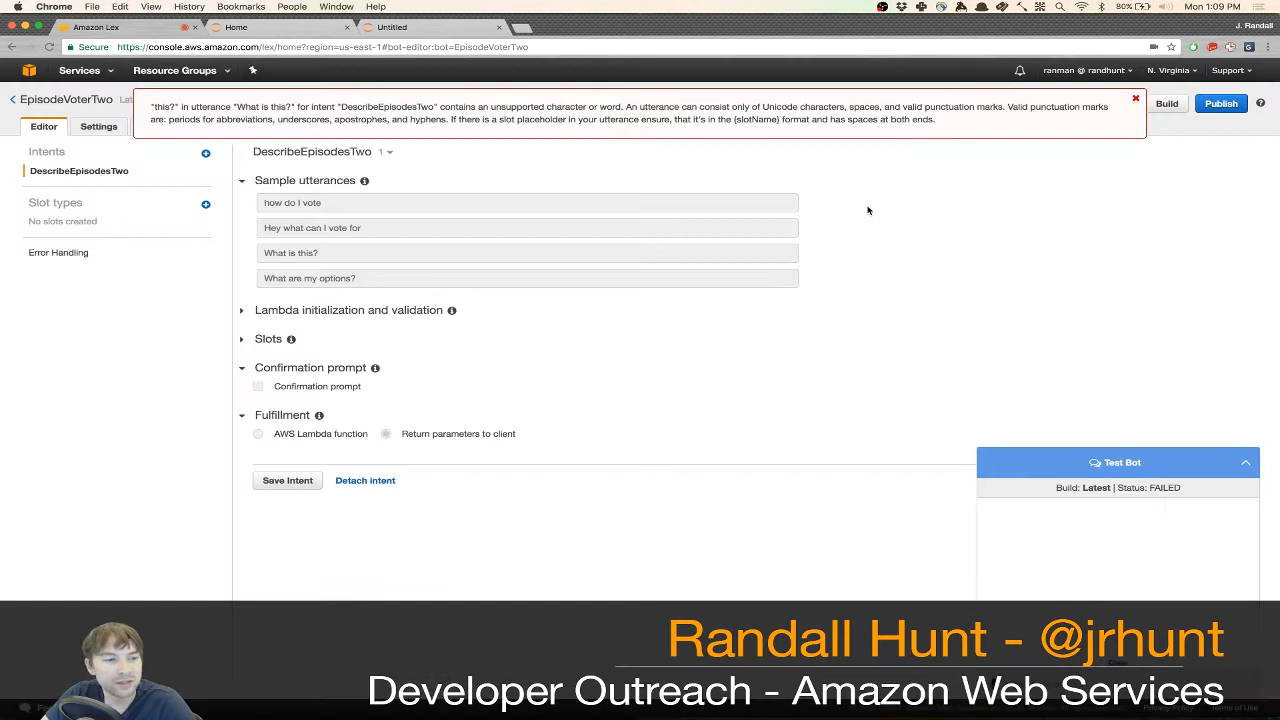 Chrome File Edit View History Bookmarks People Window Help 80% Mon 1:09 PM
Amazon Lex Home Untitled J. Randall
Secure https://console.aws.amazon.com/lex/home?region=us-east-1#bot-editor:bot=EpisodeVoterTwo
Services Resource Groups ranman @ randhunt N. Virginia Support
EpisodeVoterTwo Build Publish
"this?" in utterance "What is this?" for intent "DescribeEpisodesTwo" contains an unsupported character or word. An utterance can consist only of Unicode characters, spaces, and valid punctuation marks. Valid punctuation marks
are: periods for abbreviations, underscores, apostrophes, and hyphens. If there is a slot placeholder in your utterance ensure, that it's in the {slotName} format and has spaces at both ends.
Editor Settings
Intents
DescribeEpisodesTwo
Slot types
No slots created
Error Handling
DescribeEpisodesTwo 1
Sample utterances
how do I vote
Hey what can I vote for
What is this?
What are my options?
Lambda initialization and validation
Slots
Confirmation prompt
Confirmation prompt
Fulfillment
AWS Lambda function Return parameters to client
Save Intent Detach intent
Test Bot
Build: Latest | Status: FAILED
Randall Hunt - @jrhunt
Developer Outreach - Amazon Web Services